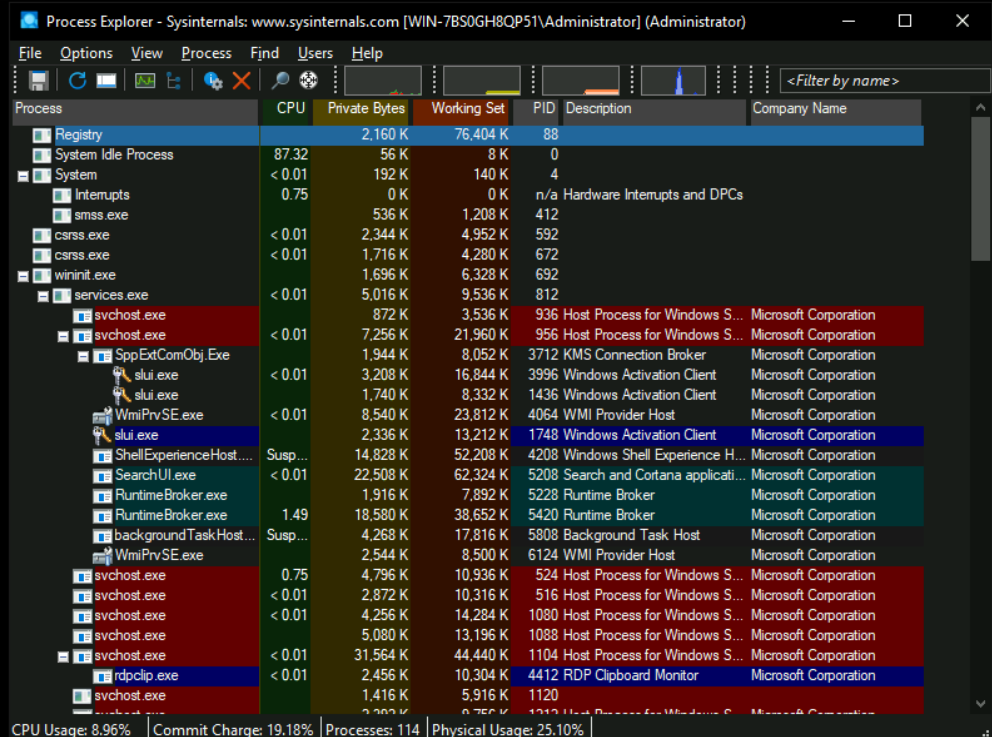 Process Explorer - Sysinternals: www.sysinternals.com [WIN-7BS0GH8QP51\Administrator] (Administrator)
File Options View Process Find Users Help
<Filter by name>
Process CPU Private Bytes Working Set PID Description Company Name
Registry 2,160 K 76,404 K 88
System Idle Process 87.32 56 K 8 K 0
System < 0.01 192 K 140 K 4
Interrupts 0.75 0 K 0 K n/a Hardware Interrupts and DPCs
smss.exe 536 K 1,208 K 412
csrss.exe < 0.01 2,344 K 4,952 K 592
csrss.exe < 0.01 1,716 K 4,280 K 672
wininit.exe 1,696 K 6,328 K 692
services.exe < 0.01 5,016 K 9,536 K 812
svchost.exe 872 K 3,536 K 936 Host Process for Windows S... Microsoft Corporation
svchost.exe < 0.01 7,256 K 21,960 K 956 Host Process for Windows S... Microsoft Corporation
SppExtComObj.Exe 1,944 K 8,052 K 3712 KMS Connection Broker Microsoft Corporation
slui.exe < 0.01 3,208 K 16,844 K 3996 Windows Activation Client Microsoft Corporation
slui.exe 1,740 K 8,332 K 1436 Windows Activation Client Microsoft Corporation
WmiPrvSE.exe < 0.01 8,540 K 23,812 K 4064 WMI Provider Host Microsoft Corporation
slui.exe 2,336 K 13,212 K 1748 Windows Activation Client Microsoft Corporation
ShellExperienceHost.... Susp... 14,828 K 52,208 K 4208 Windows Shell Experience H... Microsoft Corporation
SearchUI.exe < 0.01 22,508 K 62,324 K 5208 Search and Cortana applicati... Microsoft Corporation
RuntimeBroker.exe 1,916 K 7,892 K 5228 Runtime Broker Microsoft Corporation
RuntimeBroker.exe 1.49 18,580 K 38,652 K 5420 Runtime Broker Microsoft Corporation
backgroundTaskHost... Susp... 4,268 K 17,816 K 5808 Background Task Host Microsoft Corporation
WmiPrvSE.exe 2,544 K 8,500 K 6124 WMI Provider Host Microsoft Corporation
svchost.exe 0.75 4,796 K 10,936 K 524 Host Process for Windows S... Microsoft Corporation
svchost.exe < 0.01 2,872 K 10,316 K 516 Host Process for Windows S... Microsoft Corporation
svchost.exe < 0.01 4,256 K 14,284 K 1080 Host Process for Windows S... Microsoft Corporation
svchost.exe 5,080 K 13,196 K 1088 Host Process for Windows S... Microsoft Corporation
svchost.exe < 0.01 31,564 K 44,440 K 1104 Host Process for Windows S... Microsoft Corporation
rdpclip.exe < 0.01 2,456 K 10,304 K 4412 RDP Clipboard Monitor Microsoft Corporation
svchost.exe 1,416 K 5,916 K 1120
CPU Usage: 8.96% Commit Charge: 19.18% Processes: 114 Physical Usage: 25.10%